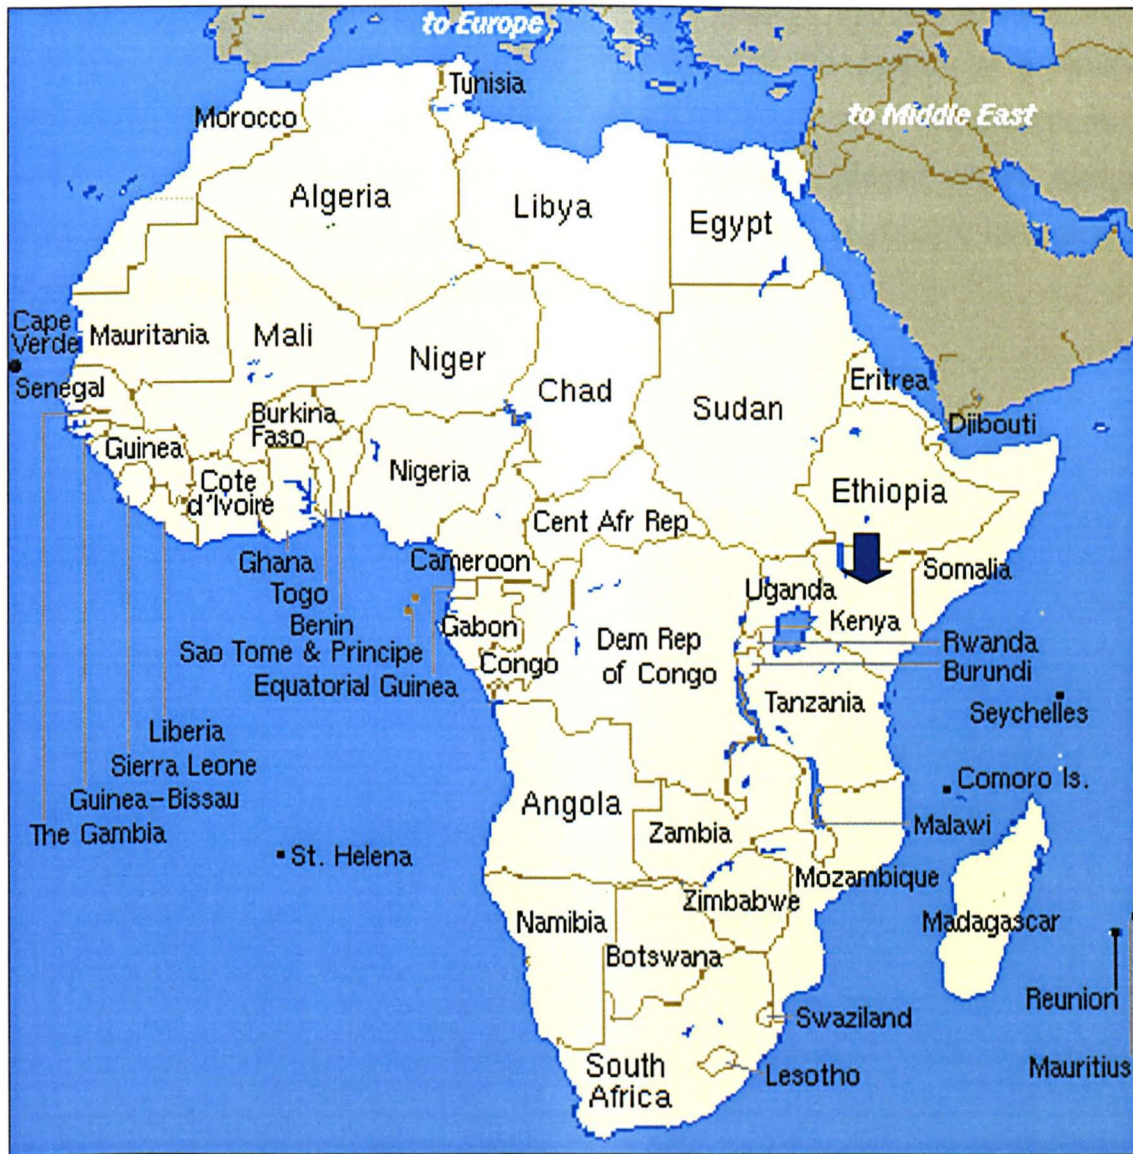 to Europe
Tunisia
to Middle East
Morocco
Algeria
Libya
Egypt
Cape
Verde
Mauritania
Mali
Niger
Chad
Sudan
Eritrea
Senegal
Djibouti
Burkina
Faso
Guinea
Nigeria
Cote
d'Ivoire
Ethiopia
Cent Afr Rep
Ghana
Cameroon
Somalia
Togo
Uganda
Benin
Gabon
Kenya
Sao Tome & Principe
Dem Rep
of Congo
Rwanda
Congo
Burundi
Equatorial Guinea
Tanzania
Seychelles
Liberia
Sierra Leone
Comoro Is.
Guinea-Bissau
Angola
The Gambia
Zambia
Malawi
St. Helena
Mozambique
Zimbabwe
Namibia
Madagascar
Botswana
Reunion
Swaziland
South
Africa
Lesotho
Mauritius